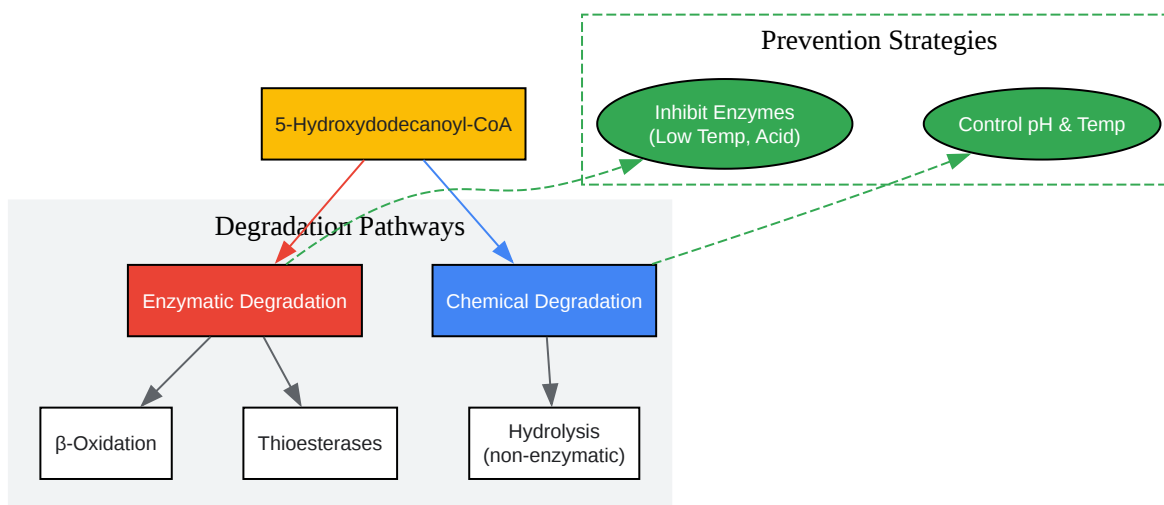 Prevention Strategies
5-Hydroxydodecanoyl-CoA
Inhibit Enzymes
(Low Temp, Acid)
Control pH & Temp
Degradation Pathways
Enzymatic Degradation
Chemical Degradation
β-Oxidation
Thioesterases
Hydrolysis
(non-enzymatic)